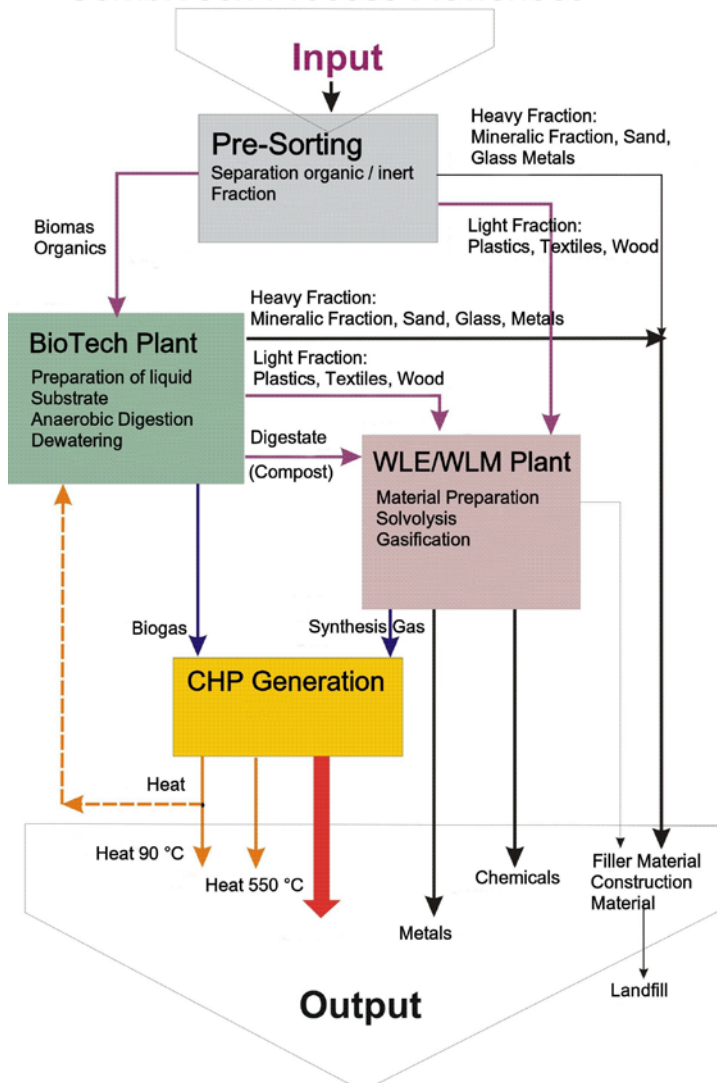 Input
Pre-Sorting
Separation organic / inert
Fraction
Heavy Fraction:
Mineralic Fraction, Sand,
Glass Metals
Biomas
Organics
Light Fraction:
Plastics, Textiles, Wood
Heavy Fraction:
Mineralic Fraction, Sand, Glass, Metals
BioTech Plant
Preparation of liquid
Substrate
Anaerobic Digestion
Dewatering
Light Fraction:
Plastics, Textiles, Wood
Digestate
(Compost)
WLE/WLM Plant
Material Preparation
Solvolysis
Gasification
Biogas
Synthesis Gas
CHP Generation
Heat
Heat 90 °C
Heat 550 °C
Chemicals
Metals
Filler Material
Construction
Material
Landfill
Output